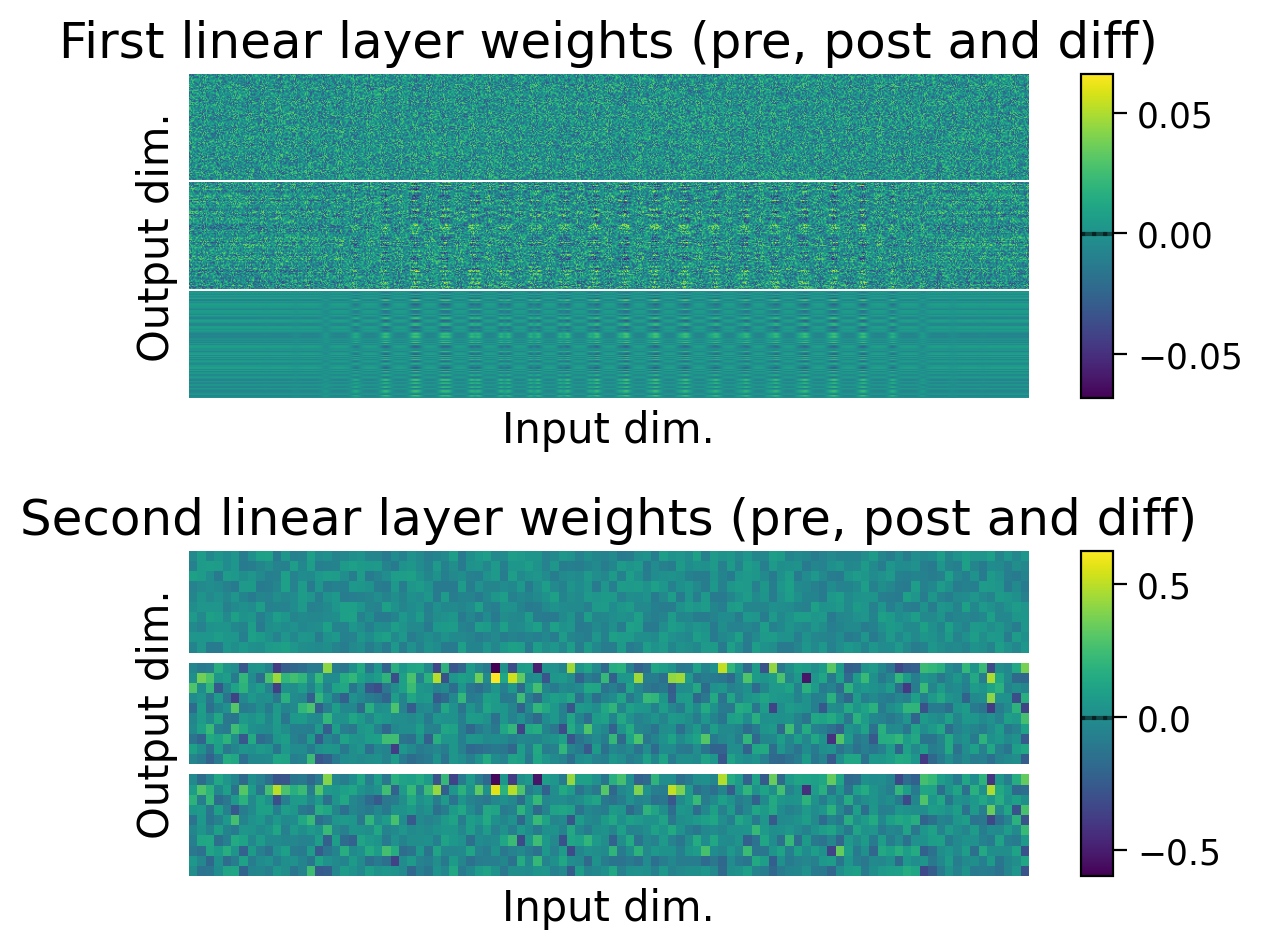 First linear layer weights (pre, post and diff)
Output dim.
0.05
0.00
−0.05
Input dim.
Second linear layer weights (pre, post and diff)
Output dim.
0.5
0.0
−0.5
Input dim.